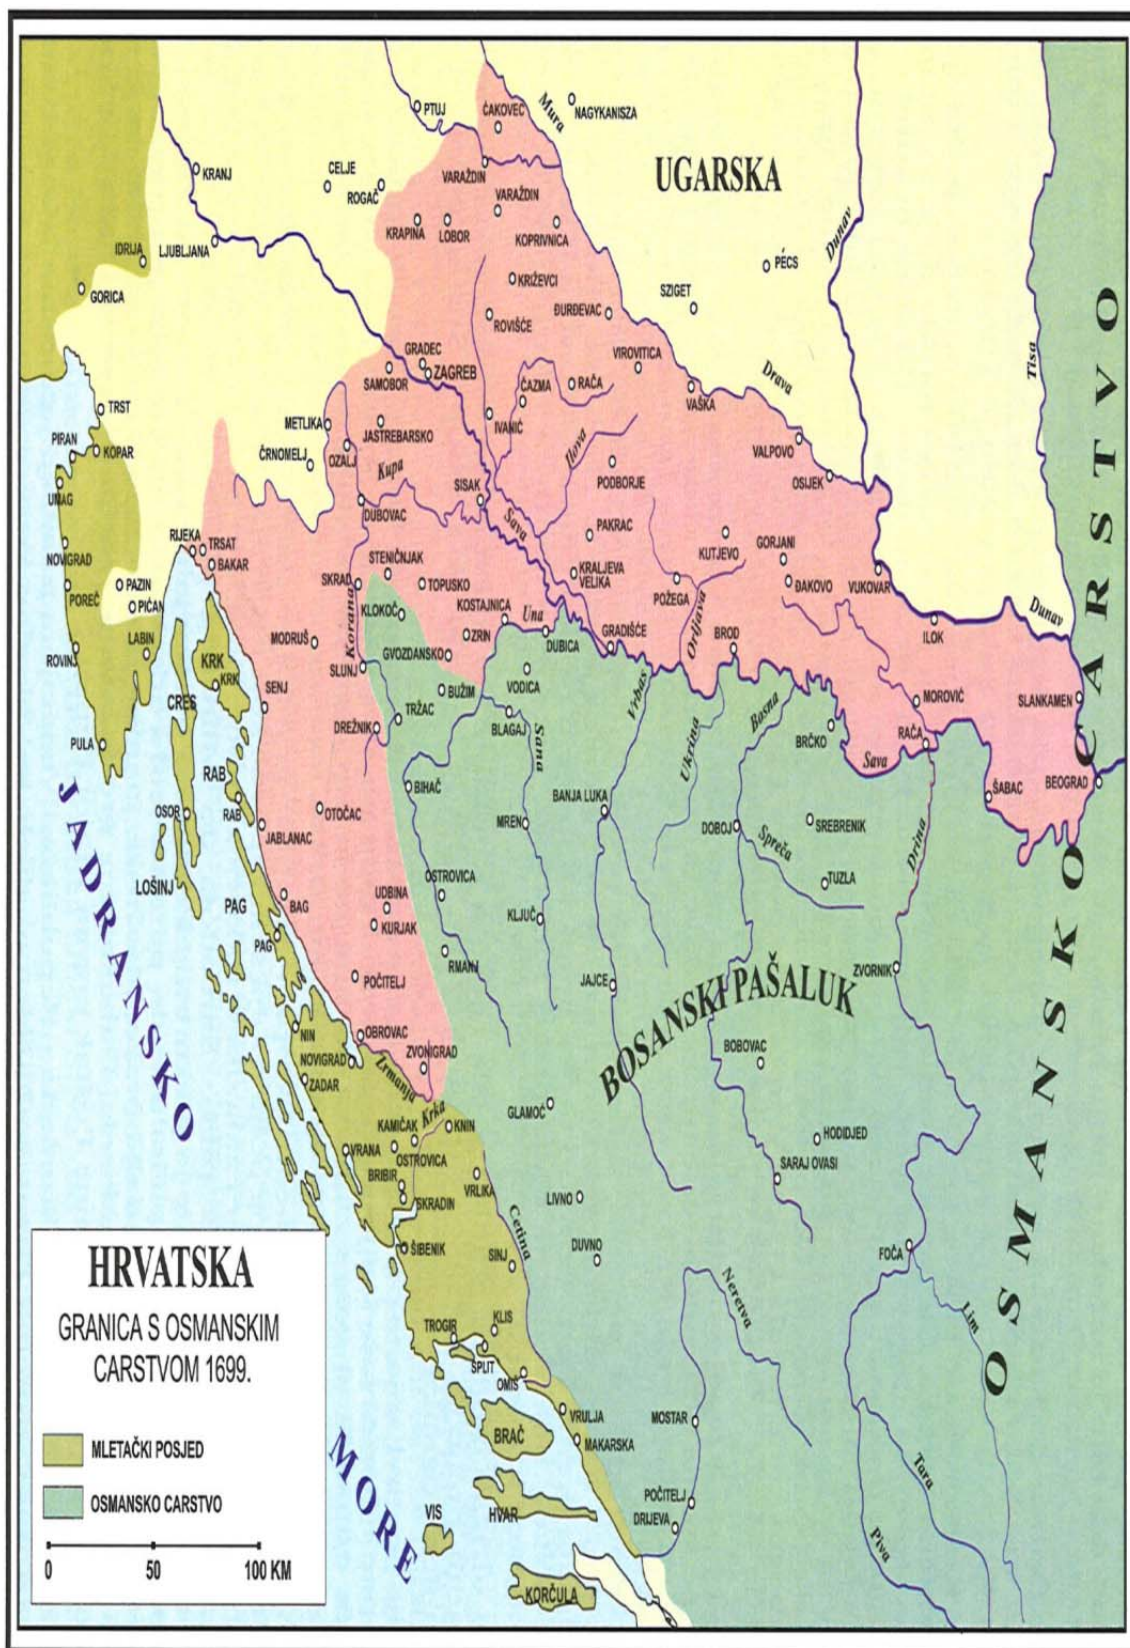 PTUJ
ČAKOVEC
Mura
NAGYKANISZA
UGARSKA
KRANJ
CELJE
ROGAČ
VARAŽDIN
VARAŽDIN
KRAPINA
LOBOR
KOPRIVNICA
IDRIJA
LJUBLJANA
Dunav
PÉCS
GORICA
KRIŽEVCI
SZIGET
ROVIŠĆE
ĐURĐEVAC
Tisa
GRADEC
ZAGREB
SAMOBOR
VIROVITICA
ČAZMA
RAČA
Drava
VAŠKA
TRST
METLIKA
JASTREBARSKO
IVANIĆ
PIRAN
KOPAR
ČRNOMELJ
OZALJ
Kupa
Ilova
PODBORJE
VALPOVO
OSIJEK
UMAG
DUBOVAC
SISAK
Sava
PAKRAC
KUTJEVO
GORJANI
NOVIGRAD
RIJEKA
TRSAT
BAKAR
STENIČNJAK
SKRAD
TOPUSKO
KRALJEVA
VELIKA
POŽEGA
ĐAKOVO
VUKOVAR
POREČ
PAZIN
PIĆAN
KLOKOČ
KOSTAJNICA
Una
Orljava
Dunav
ROVINJ
LABIN
MODRUŠ
Korana
ZRIN
GVOZDANSKO
DUBICA
GRADIŠĆE
BROD
ILOK
KRK
KRK
SLUNJ
BUŽIM
VODICA
Vrbas
Bosna
MOROVIĆ
SLANKAMEN
CRES
SENJ
TRŽAC
BLAGAJ
Sana
Ukrina
BRČKO
RAČA
PULA
DREŽNIK
Sava
RAB
RAB
BIHAĆ
BANJA LUKA
ŠABAC
BEOGRAD
OSOR
OTOČAC
JABLANAC
MREN
DOBOJ
SREBRENIK
Spreča
Drina
LOŠINJ
PAG
BAG
UDBINA
OSTROVICA
TUZLA
KURJAK
KLJUČ
PAG
RMANJ
POČITELJ
JAJCE
ZVORNIK
BOSANSKI PAŠALUK
OSMANSKO CARSTVO
NIN
OBROVAC
NOVIGRAD
ZVONIGRAD
Zrmanja
ZADAR
BOBOVAC
Krka
KAMIČAK
KNIN
GLAMOČ
VRANA
OSTROVICA
HODIDJED
BRIBIR
SARAJ OVASI
SKRADIN
VRLIKA
LIVNO
Cetina
ŠIBENIK
SINJ
DUVNO
FOČA
Neretva
Lim
TROGIR
KLIS
SPLIT
OMIŠ
VRULJA
MOSTAR
BRAČ
MAKARSKA
Tara
POČITELJ
DRIJEVA
HVAR
VIS
Piva
KORČULA
JADRANSKO MORE
HRVATSKA
GRANICA S OSMANSKIM
CARSTVOM 1699.
MLETAČKI POSJED
OSMANSKO CARSTVO
0 50 100 KM